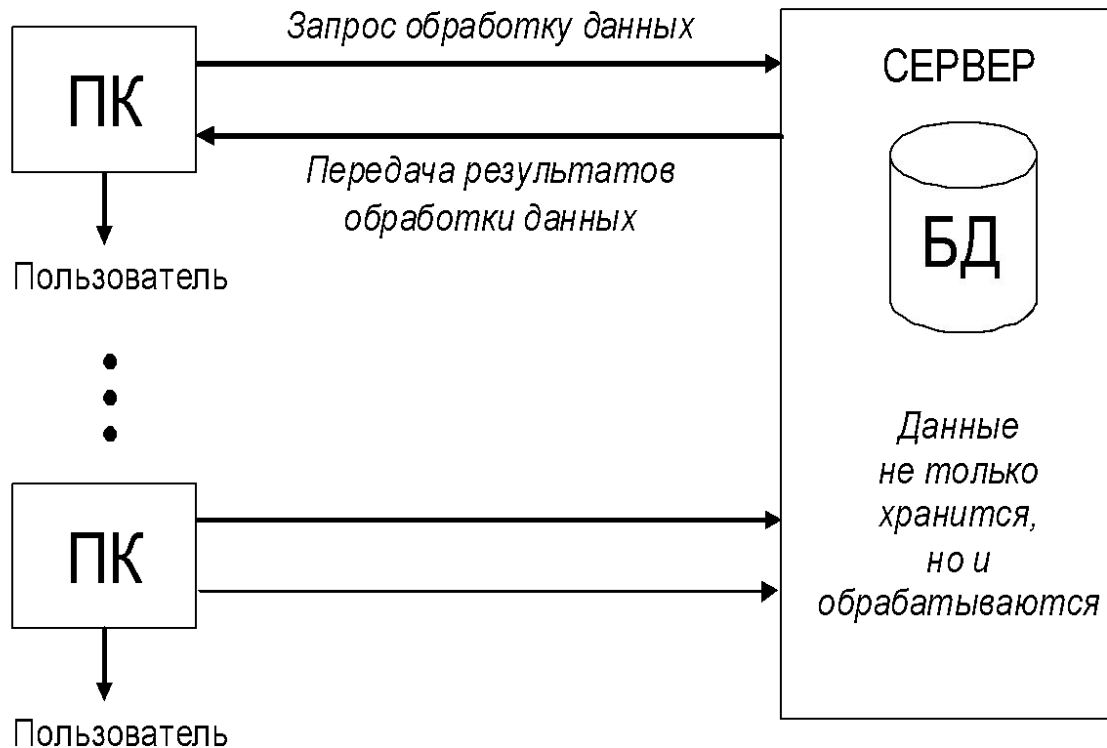 Запрос обработку данных
ПК
Передача результатов
обработки данных
Пользователь
СЕРВЕР
БД
Данные
не только
хранится,
но и
обрабатываются
ПК
Пользователь